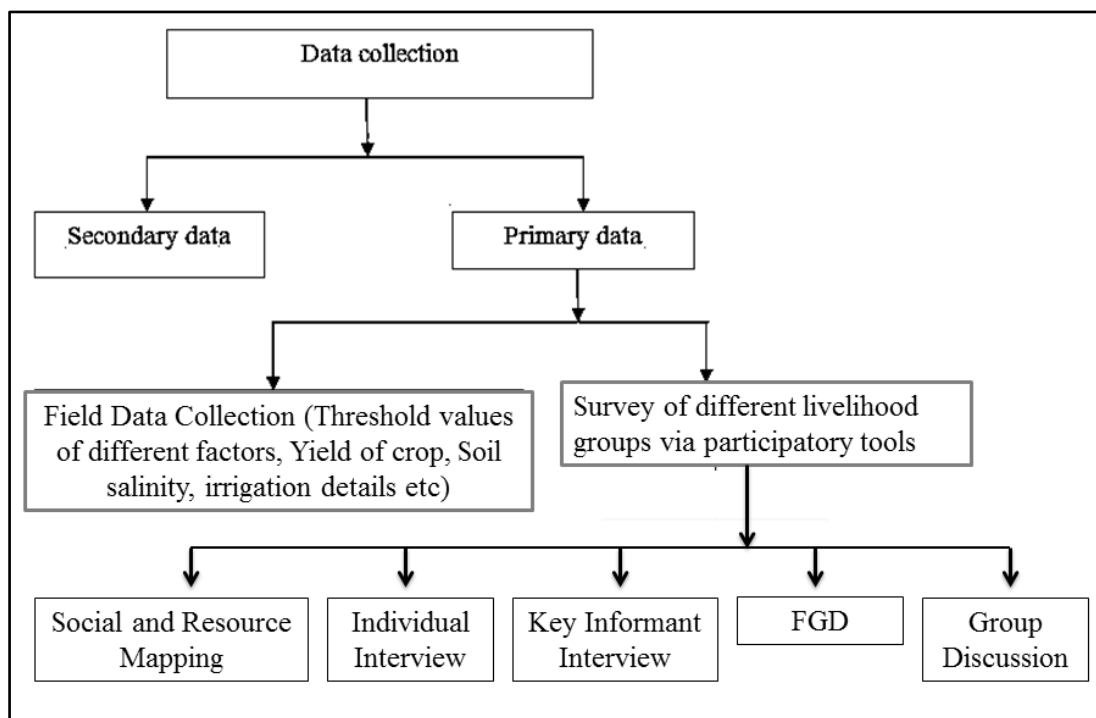 Data collection
Secondary data
Primary data
Field Data Collection (Threshold values
of different factors, Yield of crop, Soil
salinity, irrigation details etc)
Survey of different livelihood
groups via participatory tools
Social and Resource
Mapping
Individual
Interview
Key Informant
Interview
FGD
Group
Discussion